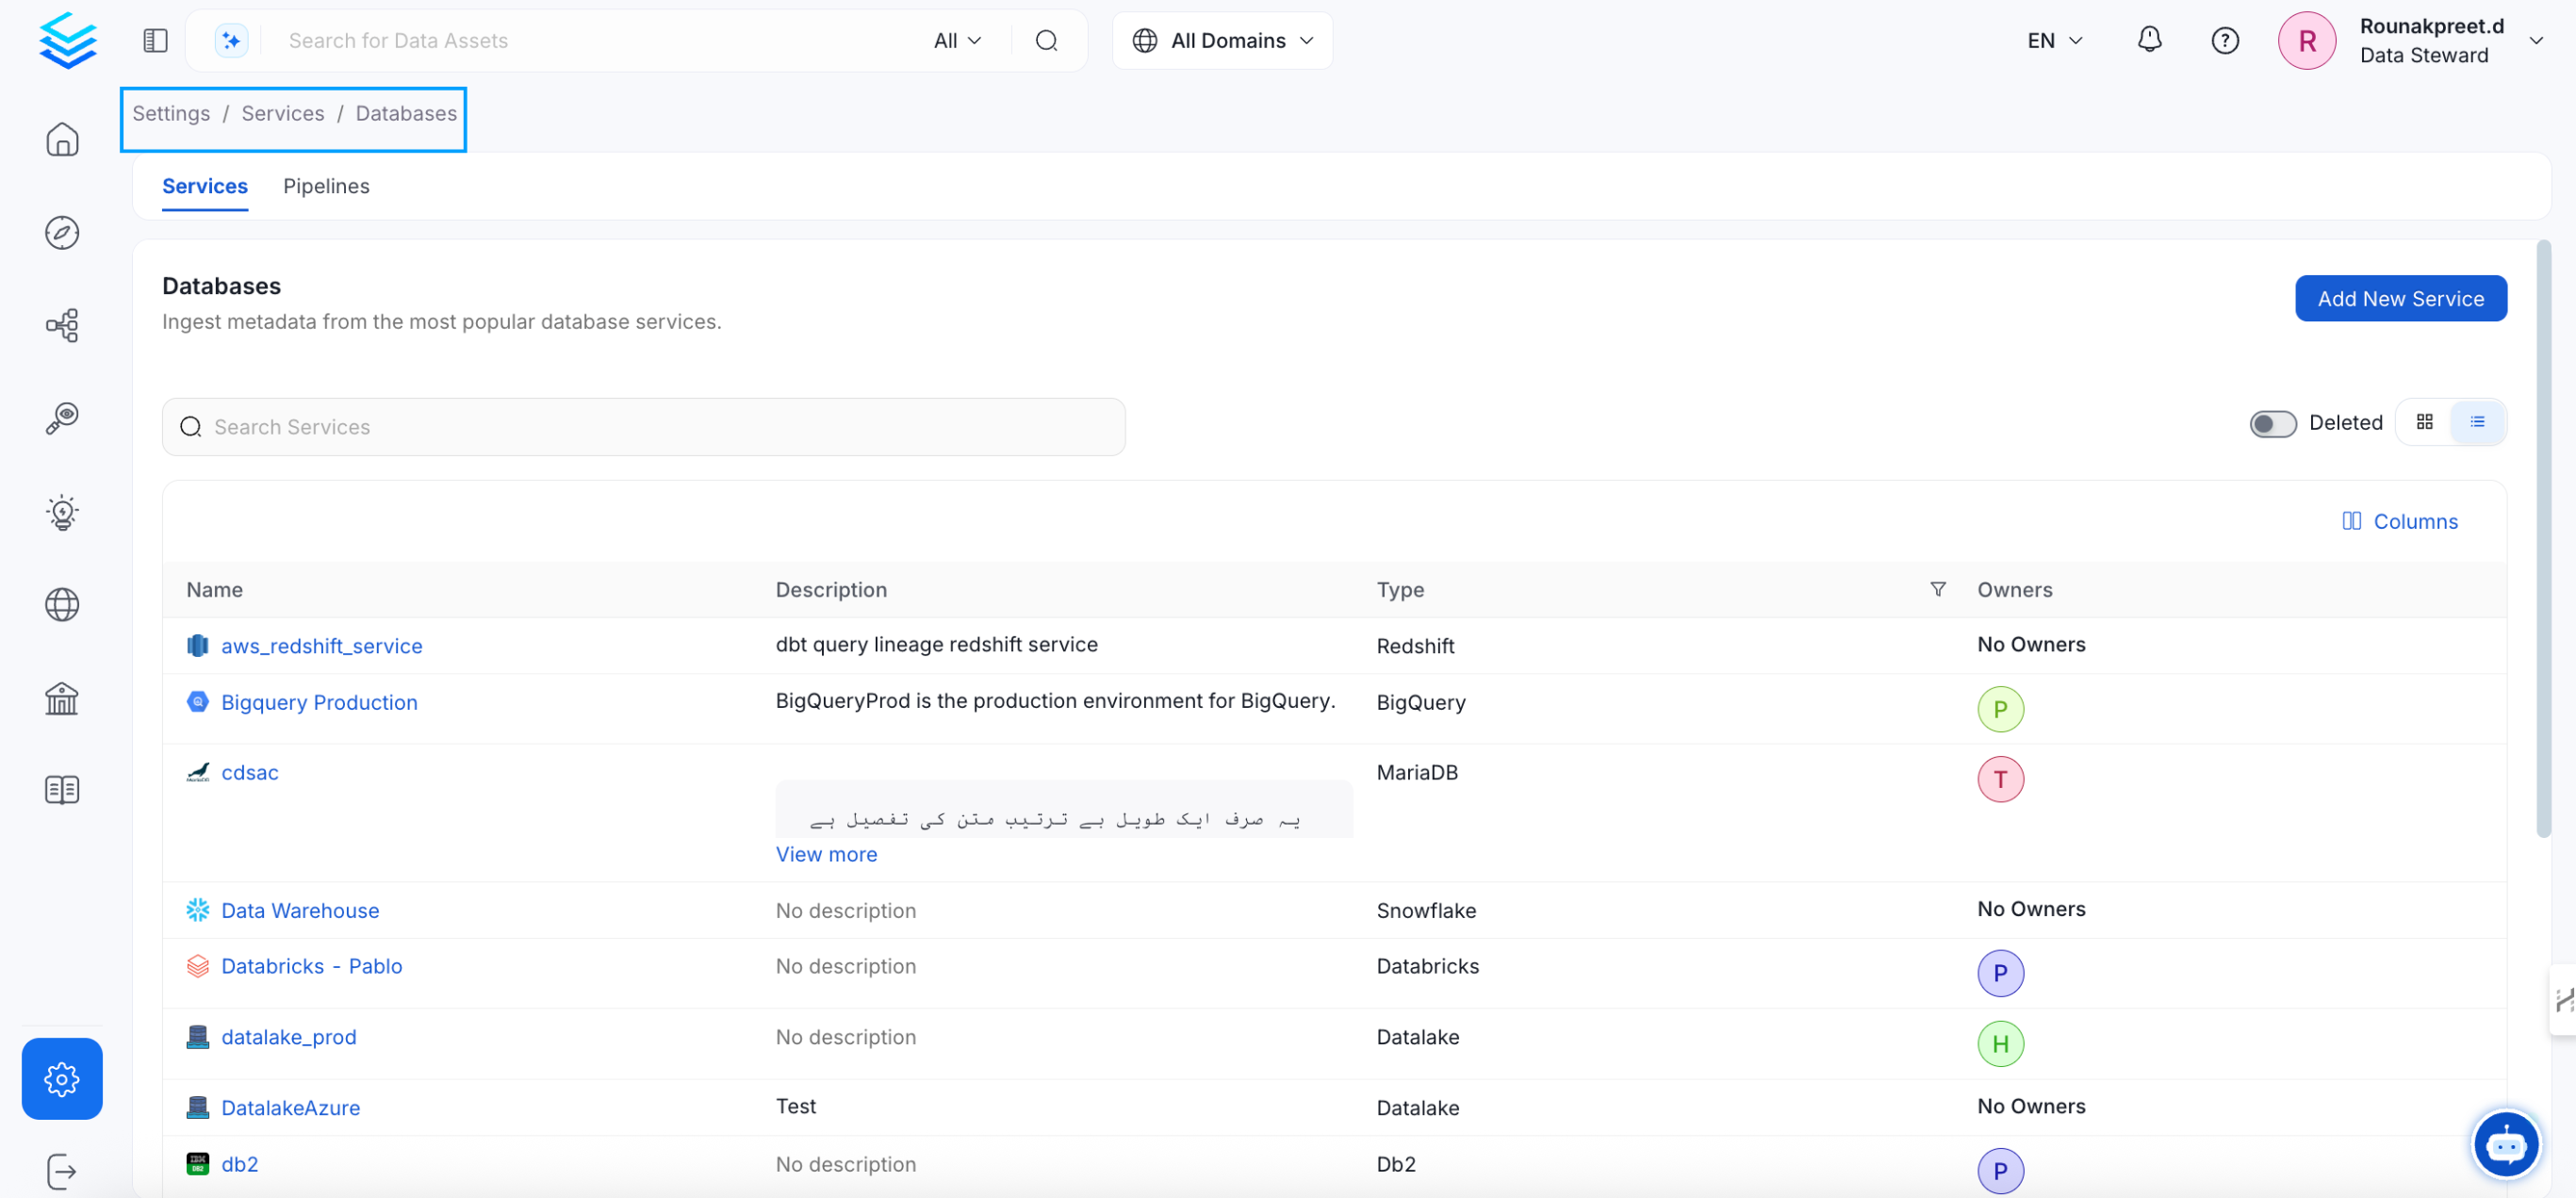 Search for Data Assets
All
All Domains
EN
R
Rounakpreet.d
Data Steward
Settings / Services / Databases
Services
Pipelines
Databases
Ingest metadata from the most popular database services.
Add New Service
Search Services
Deleted
Columns
Name Description Type Owners
aws_redshift_service dbt query lineage redshift service Redshift No Owners
Bigquery Production BigQueryProd is the production environment for BigQuery. BigQuery P
cdsac MariaDB T
یہ صرف ایک طویل بے ترتیب متن کی تفصیل ہے
View more
Data Warehouse No description Snowflake No Owners
Databricks - Pablo No description Databricks P
datalake_prod No description Datalake H
DatalakeAzure Test Datalake No Owners
db2 No description Db2 P